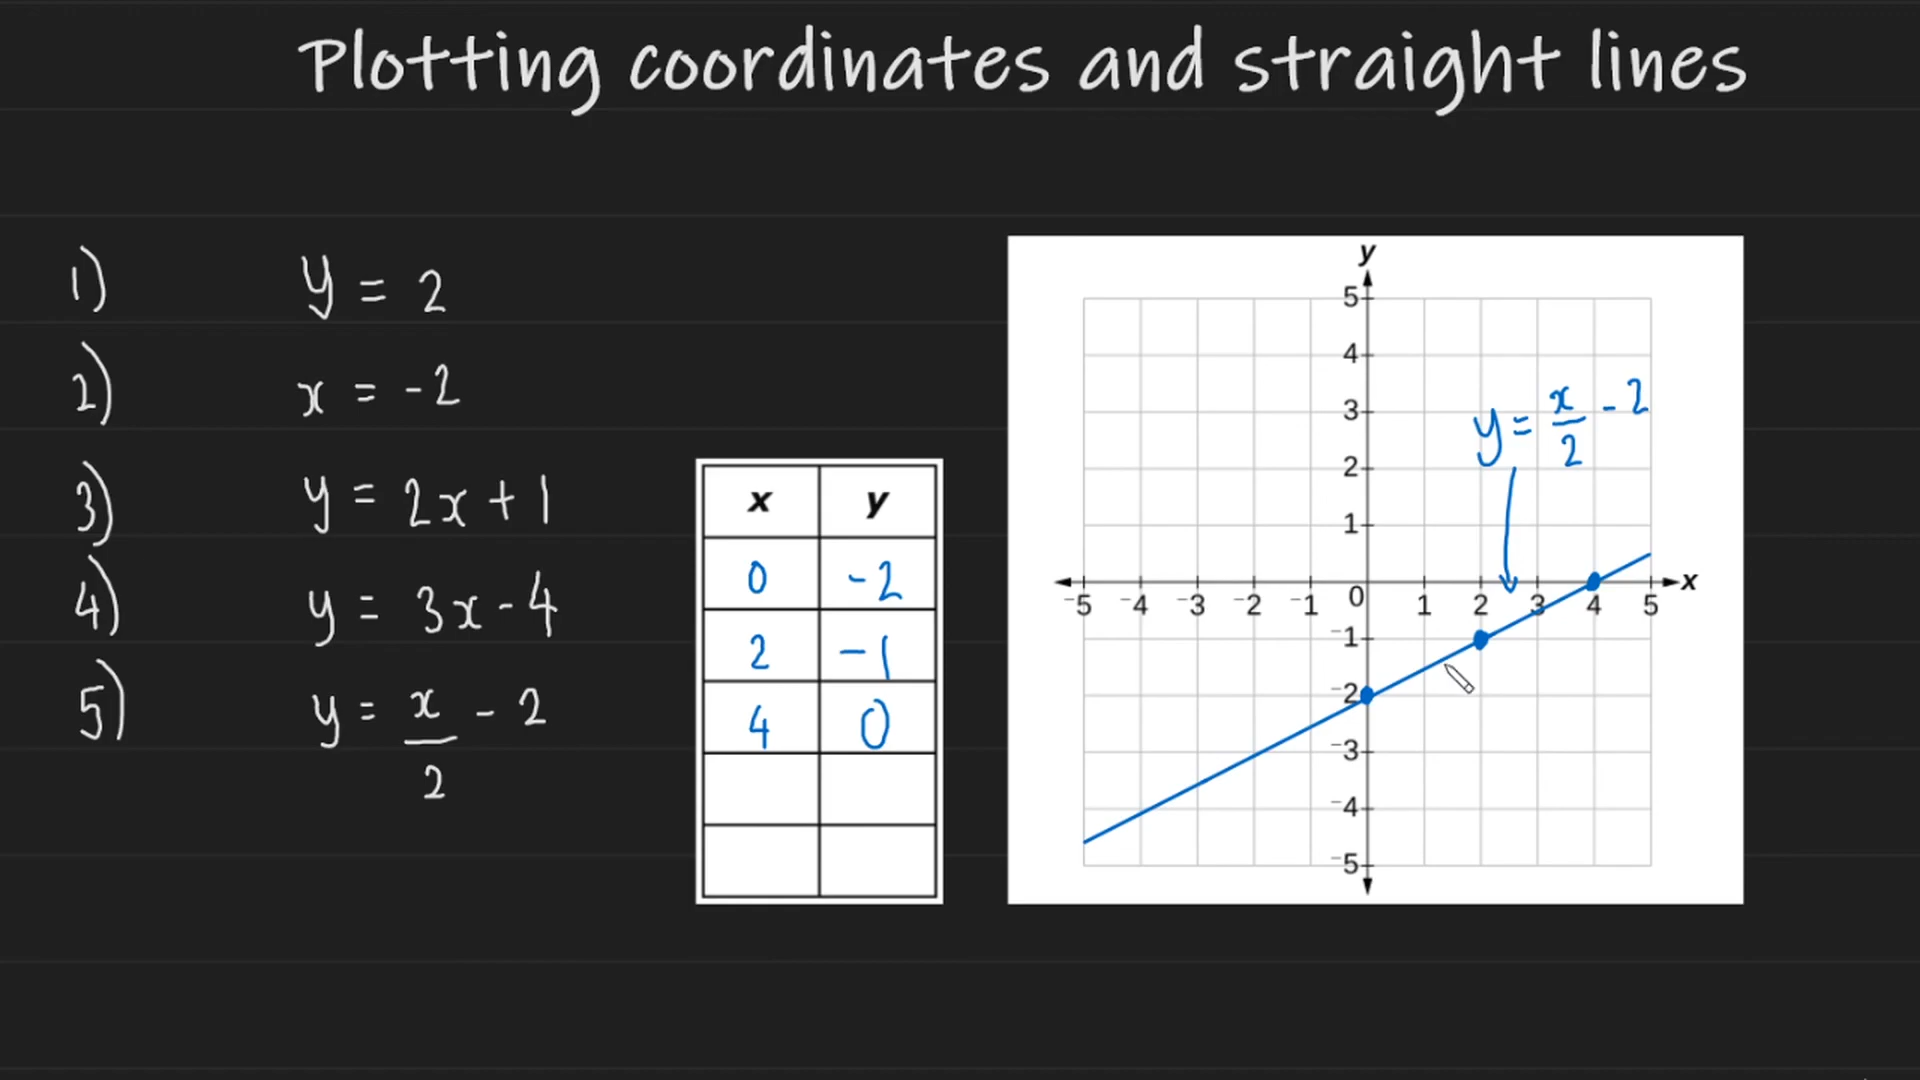 Plotting coordinates and straight lines
1) y = 2
2) x = -2
3) y = 2x + 1
4) y = 3x - 4
5) y = x/2 - 2
x y
0 -2
2 -1
4 0
y
5
4
3
2
1
y = x/2 - 2
-5 -4 -3 -2 -1 0 1 2 3 4 5 x
-1
-2
-3
-4
-5